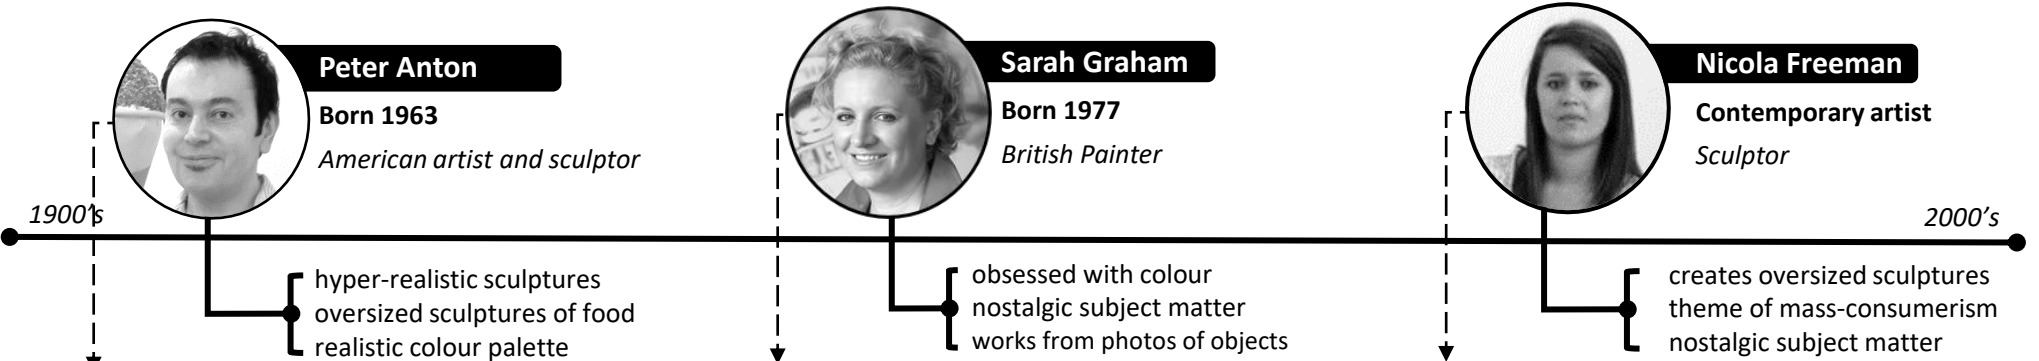 Peter Anton
Born 1963
American artist and sculptor
Sarah Graham
Born 1977
British Painter
Nicola Freeman
Contemporary artist
Sculptor
1900's
2000's
hyper-realistic sculptures
oversized sculptures of food
realistic colour palette
obsessed with colour
nostalgic subject matter
works from photos of objects
creates oversized sculptures
theme of mass-consumerism
nostalgic subject matter